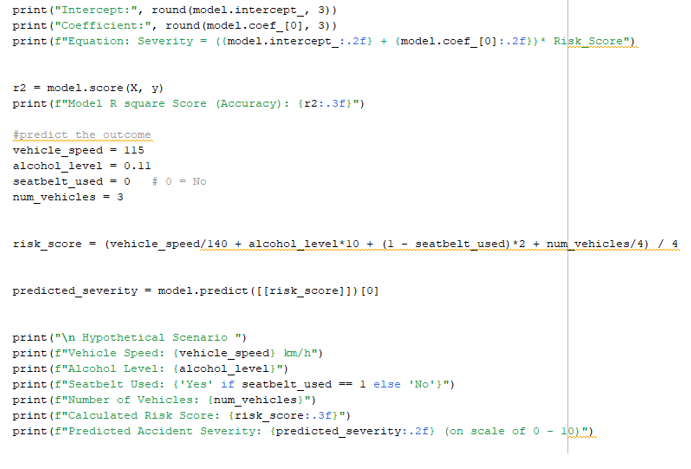 print("Intercept:", round(model.intercept_, 3))
print("Coefficient:", round(model.coef_[0], 3))
print(f"Equation: Severity = ({model.intercept_:.2f} + {model.coef_[0]:.2f})* Risk_Score")
r2 = model.score(X, y)
print(f"Model R square Score (Accuracy): {r2:.3f}")
#predict the outcome
vehicle_speed = 115
alcohol_level = 0.11
seatbelt_used = 0   # 0 = No
num_vehicles = 3
risk_score = (vehicle_speed/140 + alcohol_level*10 + (1 - seatbelt_used)*2 + num_vehicles/4) / 4
predicted_severity = model.predict([[risk_score]])[0]
print("\n Hypothetical Scenario ")
print(f"Vehicle Speed: {vehicle_speed} km/h")
print(f"Alcohol Level: {alcohol_level}")
print(f"Seatbelt Used: {'Yes' if seatbelt_used == 1 else 'No'}")
print(f"Number of Vehicles: {num_vehicles}")
print(f"Calculated Risk Score: {risk_score:.3f}")
print(f"Predicted Accident Severity: {predicted_severity:.2f} (on scale of 0 - 10)")